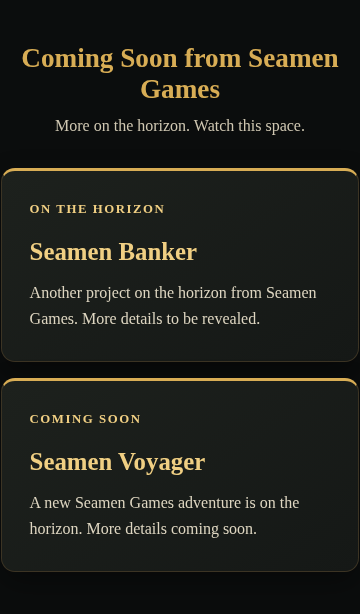 Coming Soon from Seamen
Games
More on the horizon. Watch this space.
ON THE HORIZON
Seamen Banker
Another project on the horizon from Seamen
Games. More details to be revealed.
COMING SOON
Seamen Voyager
A new Seamen Games adventure is on the
horizon. More details coming soon.